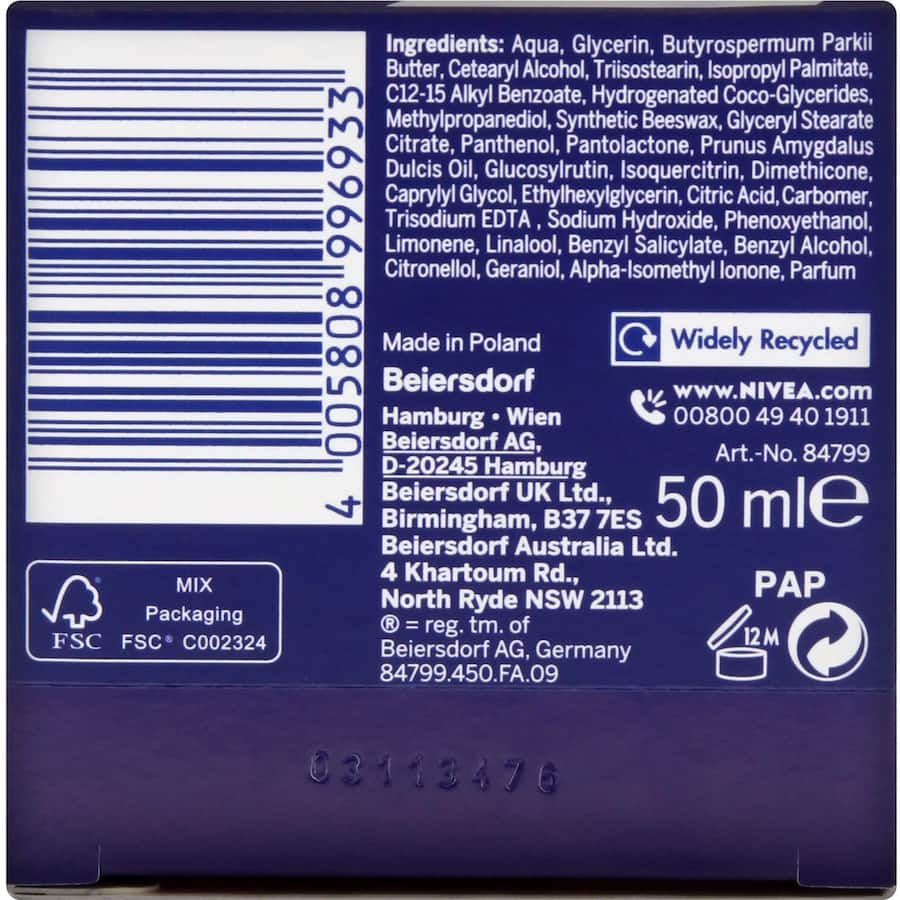 Ingredients: Aqua, Glycerin, Butyrospermum Parkii
Butter, Cetearyl Alcohol, Triisostearin, Isopropyl Palmitate,
C12-15 Alkyl Benzoate, Hydrogenated Coco-Glycerides,
Methylpropanediol, Synthetic Beeswax, Glyceryl Stearate
Citrate, Panthenol, Pantolactone, Prunus Amygdalus
Dulcis Oil, Glucosylrutin, Isoquercitrin, Dimethicone,
Caprylyl Glycol, Ethylhexylglycerin, Citric Acid, Carbomer,
Trisodium EDTA , Sodium Hydroxide, Phenoxyethanol,
Limonene, Linalool, Benzyl Salicylate, Benzyl Alcohol,
Citronellol, Geraniol, Alpha-Isomethyl Ionone, Parfum
4 005808 996933
Made in Poland
Beiersdorf
Hamburg • Wien
Beiersdorf AG,
D-20245 Hamburg
Beiersdorf UK Ltd.,
Birmingham, B37 7ES
Beiersdorf Australia Ltd.
4 Khartoum Rd.,
North Ryde NSW 2113
® = reg. tm. of
Beiersdorf AG, Germany
84799.450.FA.09
Widely Recycled
www.NIVEA.com
00800 49 40 1911
Art.-No. 84799
50 ml℮
PAP
12 M
FSC®
MIX
Packaging
FSC® C002324
03113476